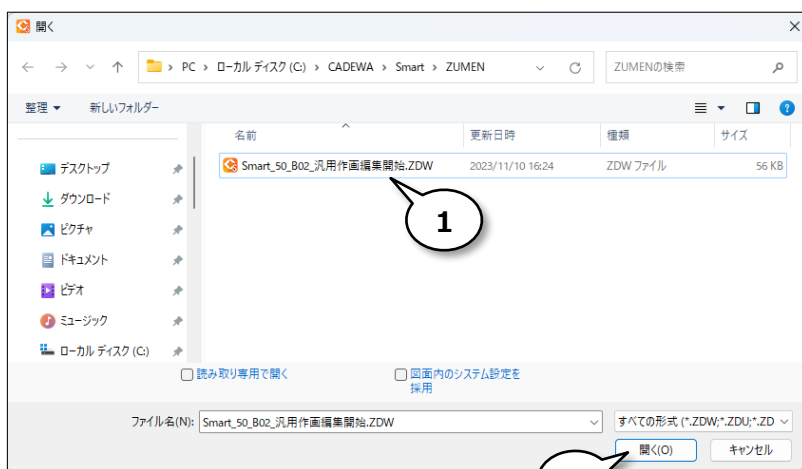 開く
PC › ローカル ディスク (C:) › CADEWA › Smart › ZUMEN
ZUMENの検索
整理 新しいフォルダー
名前 更新日時 種類 サイズ
Smart_50_B02_汎用作画編集開始.ZDW 2023/11/10 16:24 ZDW ファイル 56 KB
デスクトップ
ダウンロード
1
ピクチャ
ドキュメント
ビデオ
ミュージック
ローカル ディスク (C:)
読み取り専用で開く
図面内のシステム設定を
採用
ファイル名(N): Smart_50_B02_汎用作画編集開始.ZDW すべての形式 (*.ZDW;*.ZDU;*.ZD
開く(O) キャンセル